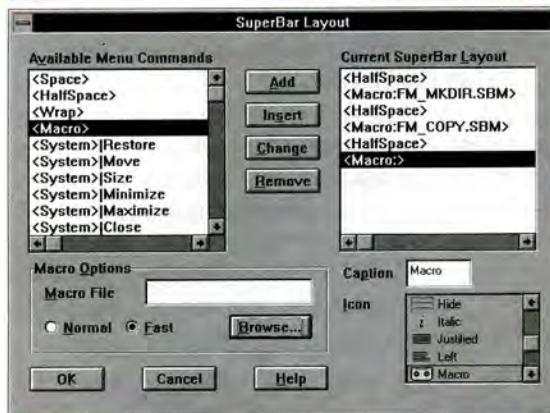 SuperBar Layout
Available Menu Commands
<Space>
<HalfSpace>
<Wrap>
<Macro>
<System>|Restore
<System>|Move
<System>|Size
<System>|Minimize
<System>|Maximize
<System>|Close
Add
Insert
Change
Remove
Current SuperBar Layout
<HalfSpace>
<Macro:FM_MKDIR.SBM>
<HalfSpace>
<Macro:FM_COPY.SBM>
<HalfSpace>
<Macro:>
Macro Options
Macro File
Normal
Fast
Browse...
Caption
Macro
Icon
Hide
Italic
Justified
Left
Macro
OK
Cancel
Help